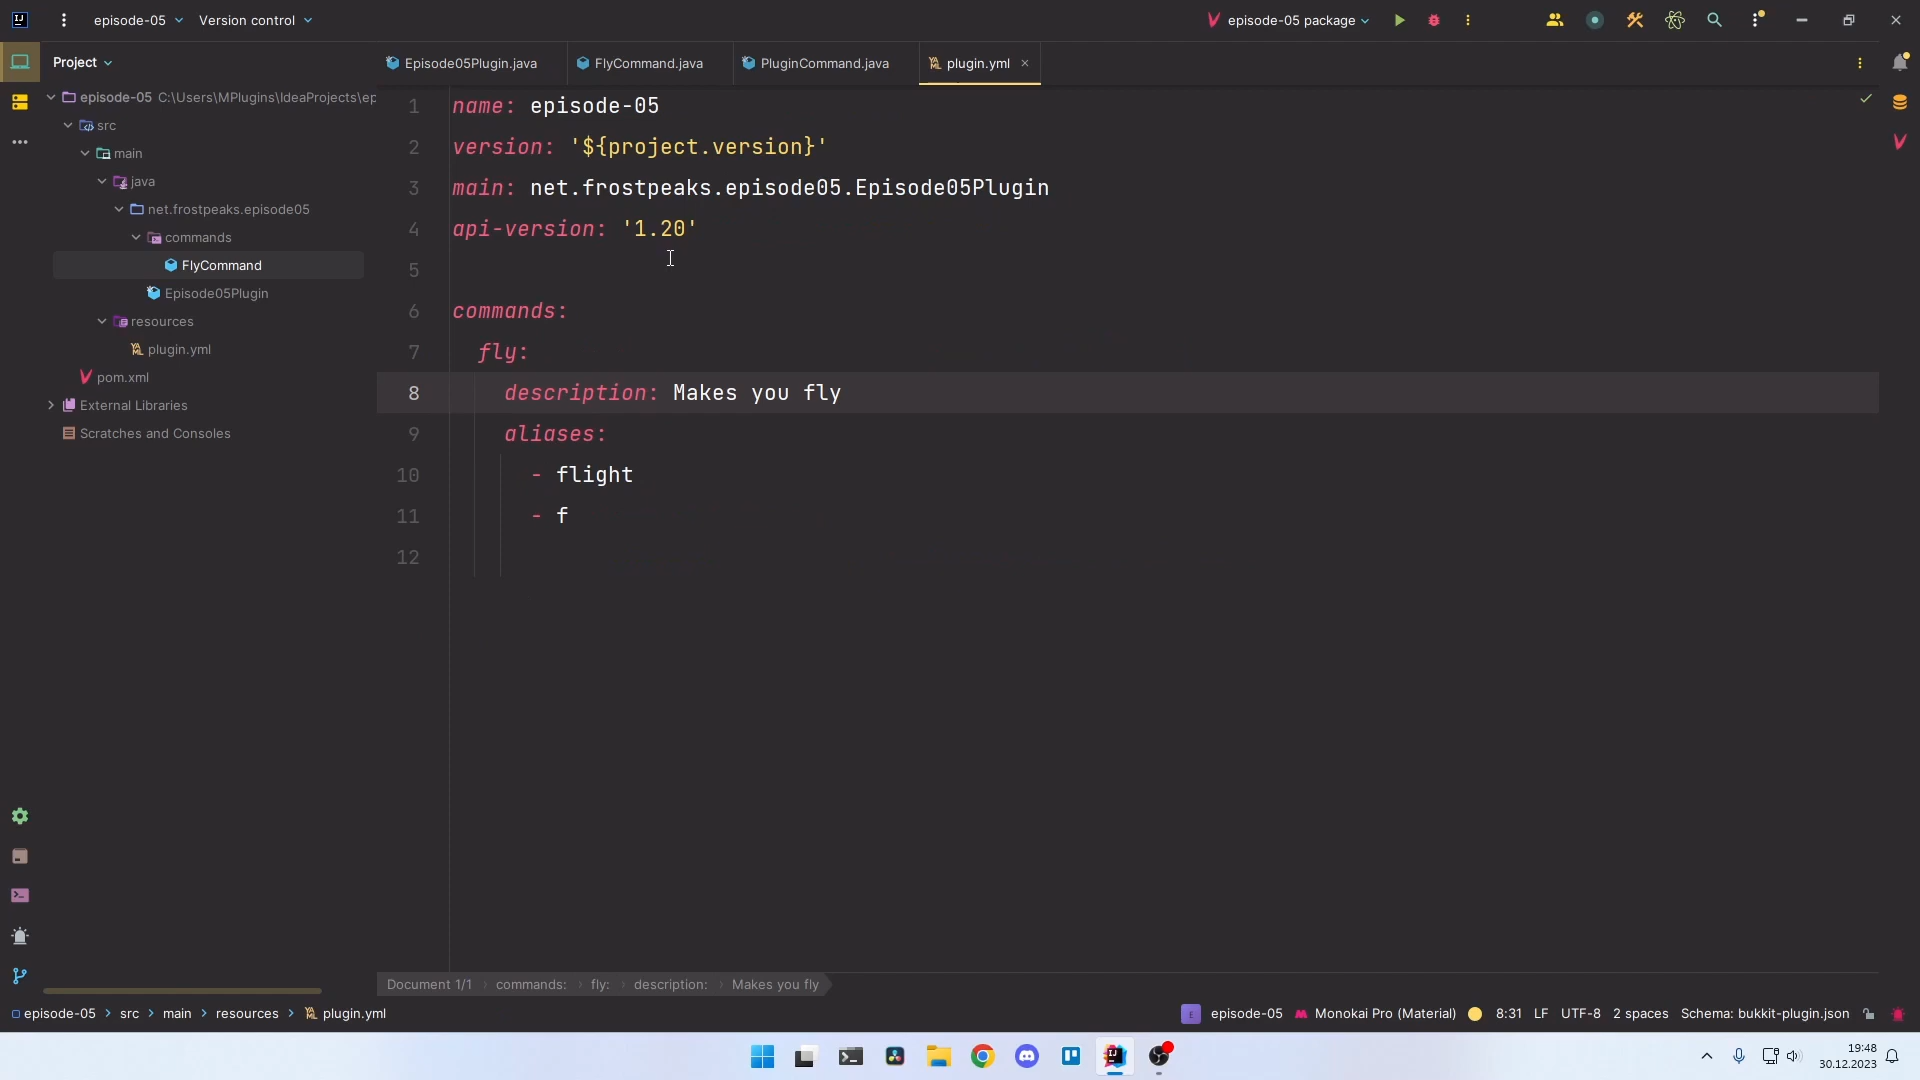 episode-05 Version control episode-05 package
Project
Episode05Plugin.java FlyCommand.java PluginCommand.java plugin.yml
episode-05 C:\Users\MPlugins\IdeaProjects\ep
src
main
java
net.frostpeaks.episode05
commands
FlyCommand
Episode05Plugin
resources
plugin.yml
pom.xml
External Libraries
Scratches and Consoles
1 name: episode-05
2 version: '${project.version}'
3 main: net.frostpeaks.episode05.Episode05Plugin
4 api-version: '1.20'
5
6 commands:
7 fly:
8 description: Makes you fly
9 aliases:
10 - flight
11 - f
12
Document 1/1 commands: fly: description: Makes you fly
episode-05 src main resources plugin.yml episode-05 Monokai Pro (Material) 8:31 LF UTF-8 2 spaces Schema: bukkit-plugin.json
19:48
30.12.2023